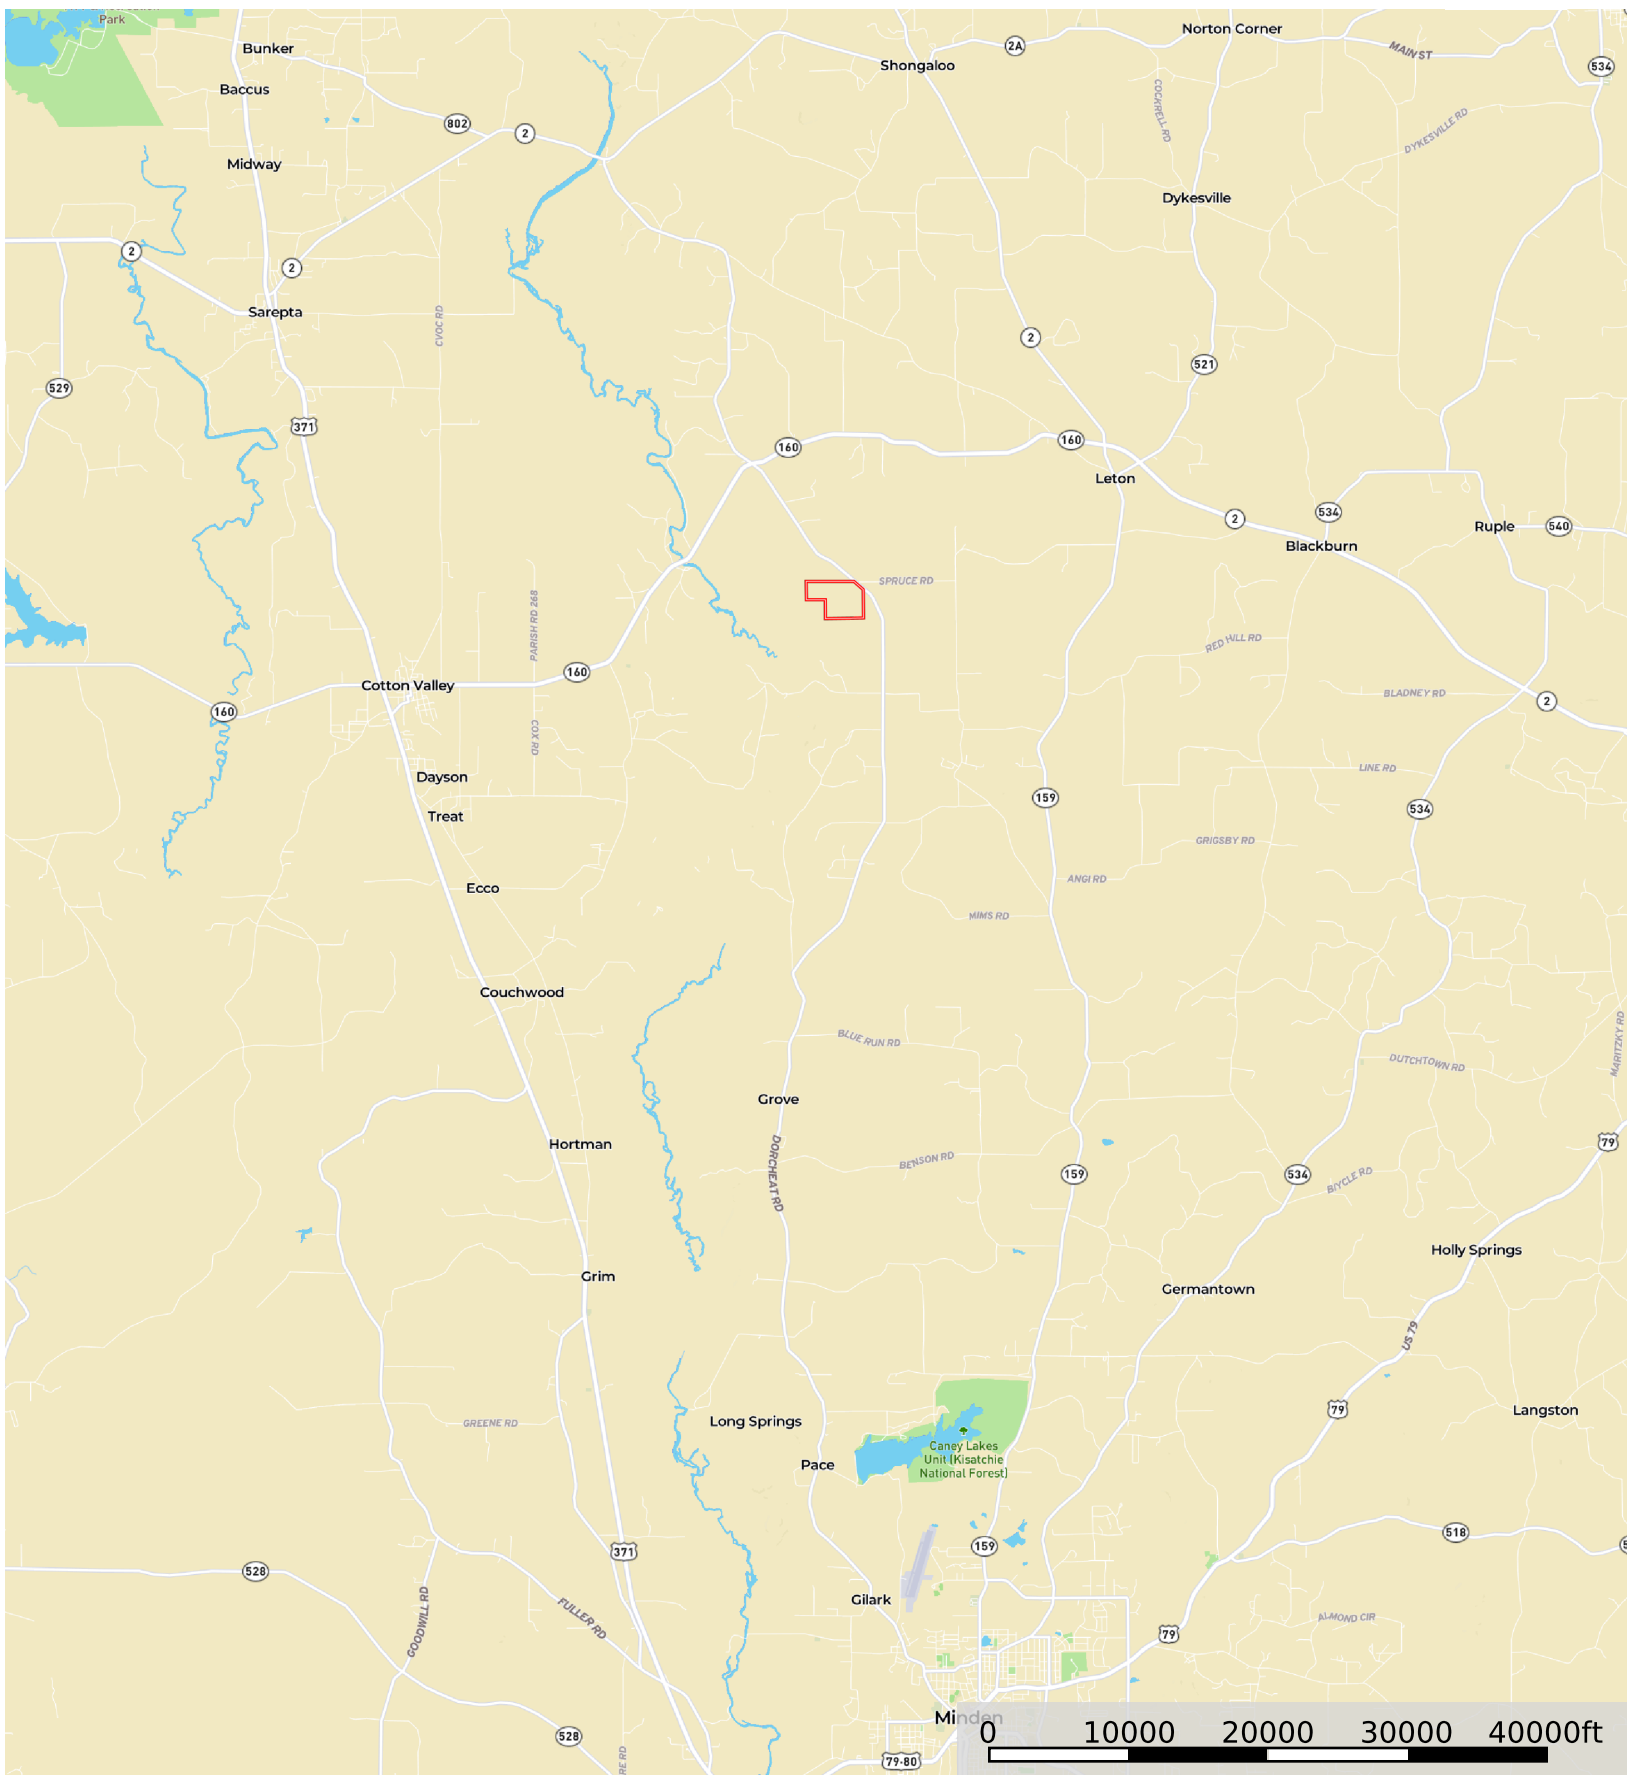 Park
Norton Corner
Bunker
2A
MAIN ST
Shongaloo
534
Baccus
COCKRELL RD
802
2
DYKESVILLE RD
Midway
Dykesville
2
2
Sarepta
CVOC RD
2
521
529
371
160
160
Leton
534
2
Ruple
540
Blackburn
SPRUCE RD
PARISH RD 268
RED HILL RD
160
Cotton Valley
BLADNEY RD
2
160
COX RD
LINE RD
Dayson
159
534
Treat
GRIGSBY RD
ANGI RD
Ecco
MIMS RD
Couchwood
BLUE RUN RD
MARITZKY RD
DUTCHTOWN RD
Grove
Hortman
79
DORCHEAT RD
BENSON RD
159
534
BIYCLE RD
Holly Springs
Grim
Germantown
US 79
79
Langston
GREENE RD
Long Springs
Caney Lakes
Unit (Kisatchie
National Forest)
Pace
518
159
371
528
Gilark
GOODWILL RD
FULLER RD
ALMOND CIR
79
Minden
528
79-80
RE RD
0 10000 20000 30000 40000ft